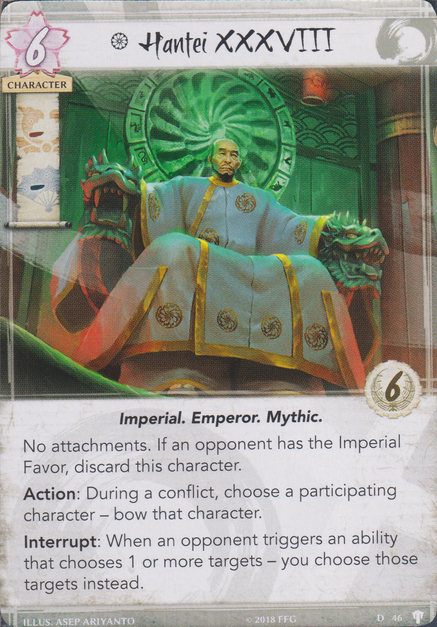 6
Hantei XXXVIII
CHARACTER
6
Imperial. Emperor. Mythic.
No attachments. If an opponent has the Imperial
Favor, discard this character.
Action: During a conflict, choose a participating
character – bow that character.
Interrupt: When an opponent triggers an ability
that chooses 1 or more targets – you choose those
targets instead.
ILLUS. ASEP ARIYANTO © 2018 FFG D 46